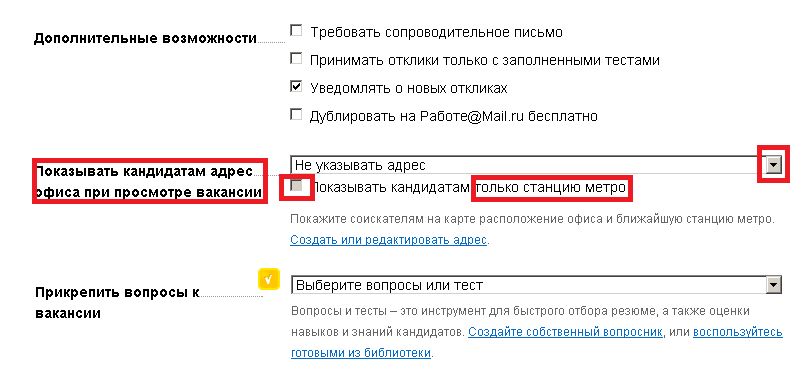 Дополнительные возможности
Требовать сопроводительное письмо
Принимать отклики только с заполненными тестами
Уведомлять о новых откликах
Дублировать на Работе@Mail.ru бесплатно
Показывать кандидатам адрес
офиса при просмотре вакансии
Не указывать адрес
Показывать кандидатам только станцию метро
Покажите соискателям на карте расположение офиса и ближайшую станцию метро.
Создать или редактировать адрес.
Прикрепить вопросы к
вакансии
Выберите вопросы или тест
Вопросы и тесты – это инструмент для быстрого отбора резюме, а также оценки
навыков и знаний кандидатов. Создайте собственный вопросник, или воспользуйтесь
готовыми из библиотеки.